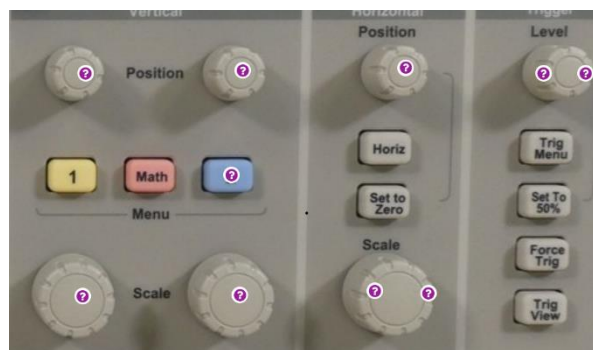 Vertical
Horizontal
Trigger
Position
Level
Position
?
?
?
?
?
1
Math
?
Horiz
Trig
Menu
Menu
Set to
Zero
Set To
50%
Scale
Scale
?
?
?
?
Force
Trig
Trig
View